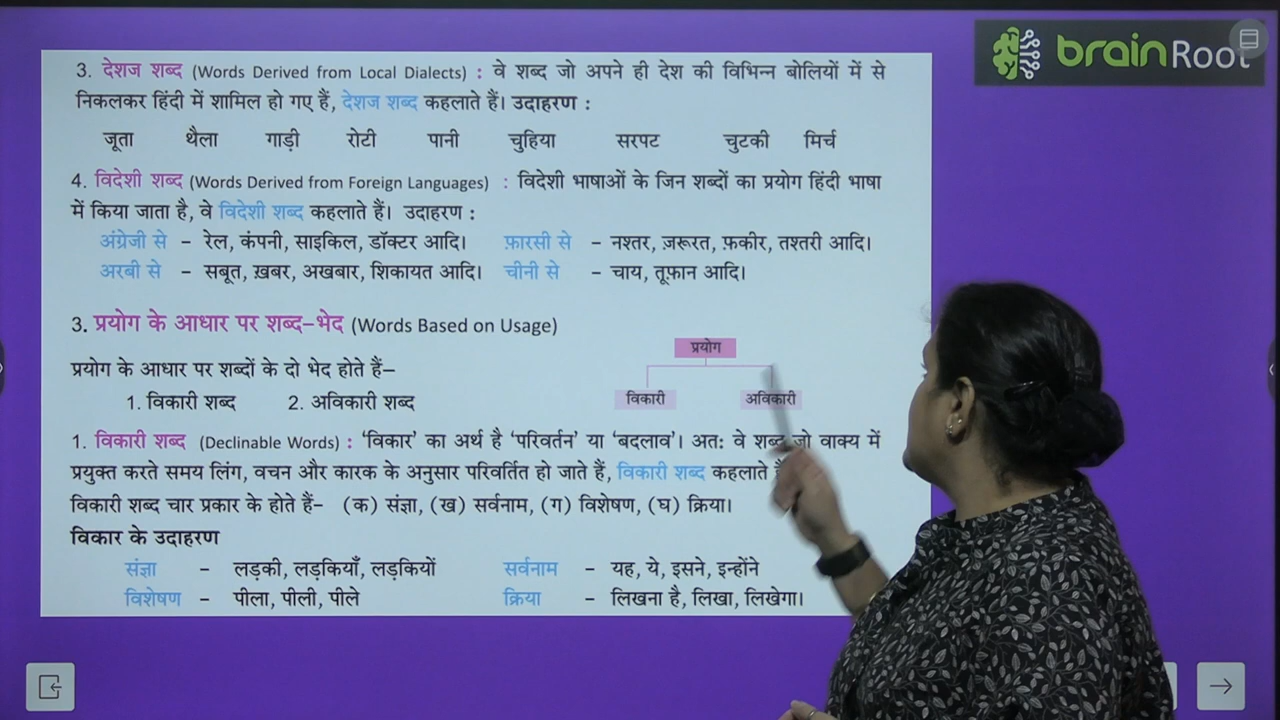 brainRoot
3. देशज शब्द (Words Derived from Local Dialects) : वे शब्द जो अपने ही देश की विभिन्न बोलियों में से
निकलकर हिंदी में शामिल हो गए हैं, देशज शब्द कहलाते हैं। उदाहरण :
जूता थैला गाड़ी रोटी पानी चुहिया सरपट चुटकी मिर्च
4. विदेशी शब्द (Words Derived from Foreign Languages) : विदेशी भाषाओं के जिन शब्दों का प्रयोग हिंदी भाषा
में किया जाता है, वे विदेशी शब्द कहलाते हैं। उदाहरण :
अंग्रेजी से – रेल, कंपनी, साइकिल, डॉक्टर आदि। फ़ारसी से – नश्तर, ज़रूरत, फ़कीर, तश्तरी आदि।
अरबी से – सबूत, ख़बर, अखबार, शिकायत आदि। चीनी से – चाय, तूफान आदि।
3. प्रयोग के आधार पर शब्द-भेद (Words Based on Usage)
प्रयोग
प्रयोग के आधार पर शब्दों के दो भेद होते हैं–
1. विकारी शब्द 2. अविकारी शब्द
विकारी अविकारी
1. विकारी शब्द (Declinable Words) : ‘विकार’ का अर्थ है ‘परिवर्तन’ या ‘बदलाव’। अत: वे शब्द जो वाक्य में
प्रयुक्त करते समय लिंग, वचन और कारक के अनुसार परिवर्तित हो जाते हैं, विकारी शब्द कहलाते
विकारी शब्द चार प्रकार के होते हैं– (क) संज्ञा, (ख) सर्वनाम, (ग) विशेषण, (घ) क्रिया।
विकार के उदाहरण
संज्ञा – लड़की, लड़कियाँ, लड़कियों सर्वनाम – यह, ये, इसने, इन्होंने
विशेषण – पीला, पीली, पीले क्रिया – लिखना है, लिखा, लिखेगा।